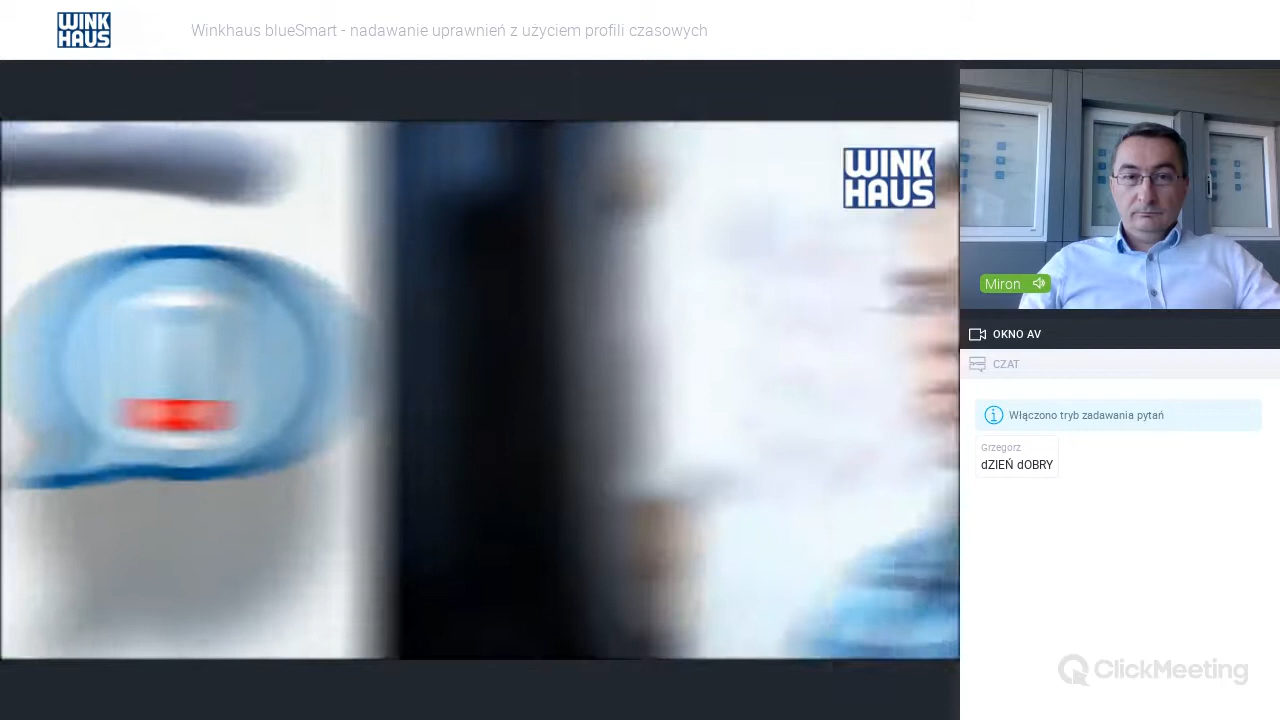 WINK
HAUS
Winkhaus blueSmart - nadawanie uprawnień z użyciem profili czasowych
WINK
HAUS
Miron
OKNO AV
CZAT
Włączono tryb zadawania pytań
Grzegorz
dZIEŃ dOBRY
ClickMeeting